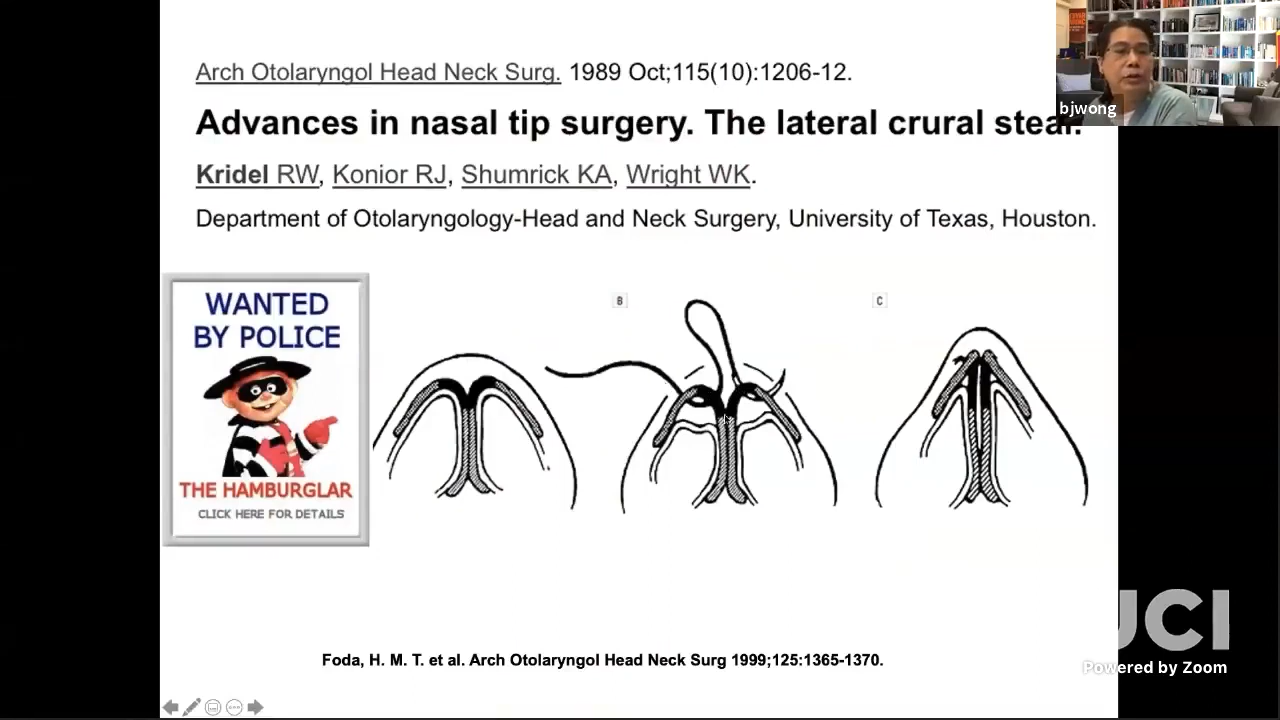 Arch Otolaryngol Head Neck Surg. 1989 Oct;115(10):1206-12.
Advances in nasal tip surgery. The lateral crural steal.
bjwong
Kridel RW, Konior RJ, Shumrick KA, Wright WK.
Department of Otolaryngology-Head and Neck Surgery, University of Texas, Houston.
WANTED
BY POLICE
THE HAMBURGLAR
CLICK HERE FOR DETAILS
B
C
Foda, H. M. T. et al. Arch Otolaryngol Head Neck Surg 1999;125:1365-1370.
UCI
Powered by Zoom